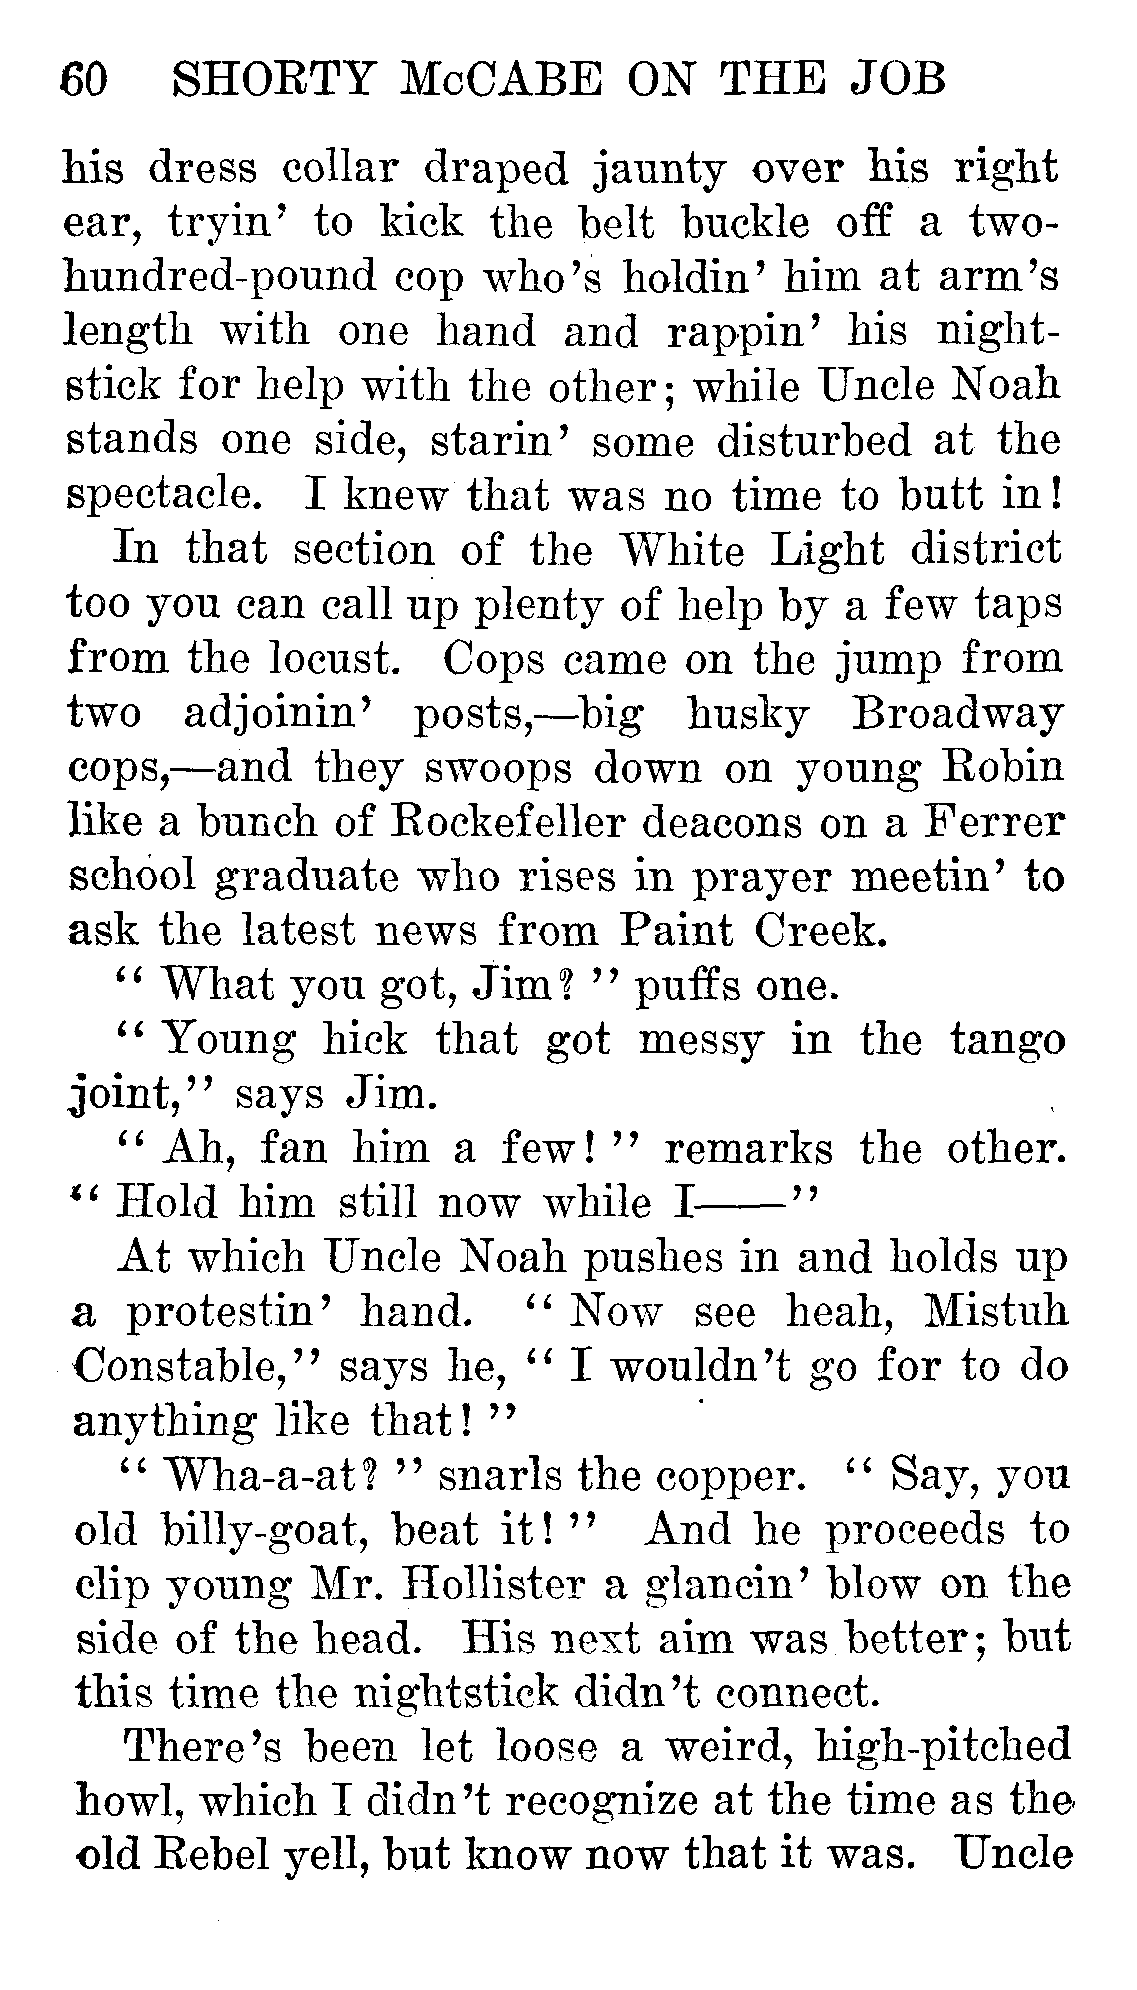 60 SHORTY McCABE ON THE JOB
his dress collar draped jaunty over his right
ear, tryin' to kick the belt buckle off a two-
hundred-pound cop who's holdin' him at arm's
length with one hand and rappin' his night-
stick for help with the other; while Uncle Noah
stands one side, starin' some disturbed at the
spectacle. I knew that was no time to butt in!
In that section of the White Light district
too you can call up plenty of help by a few taps
from the locust. Cops came on the jump from
two adjoinin' posts,—big husky Broadway
cops,—and they swoops down on young Robin
like a bunch of Rockefeller deacons on a Ferrer
school graduate who rises in prayer meetin' to
ask the latest news from Paint Creek.
"What you got, Jim?" puffs one.
"Young hick that got messy in the tango
joint," says Jim.
"Ah, fan him a few!" remarks the other.
"Hold him still now while I——"
At which Uncle Noah pushes in and holds up
a protestin' hand. "Now see heah, Mistuh
Constable," says he, "I wouldn't go for to do
anything like that!"
"Wha-a-at?" snarls the copper. "Say, you
old billy-goat, beat it!" And he proceeds to
clip young Mr. Hollister a glancin' blow on the
side of the head. His next aim was better; but
this time the nightstick didn't connect.
There's been let loose a weird, high-pitched
howl, which I didn't recognize at the time as the
old Rebel yell, but know now that it was. Uncle